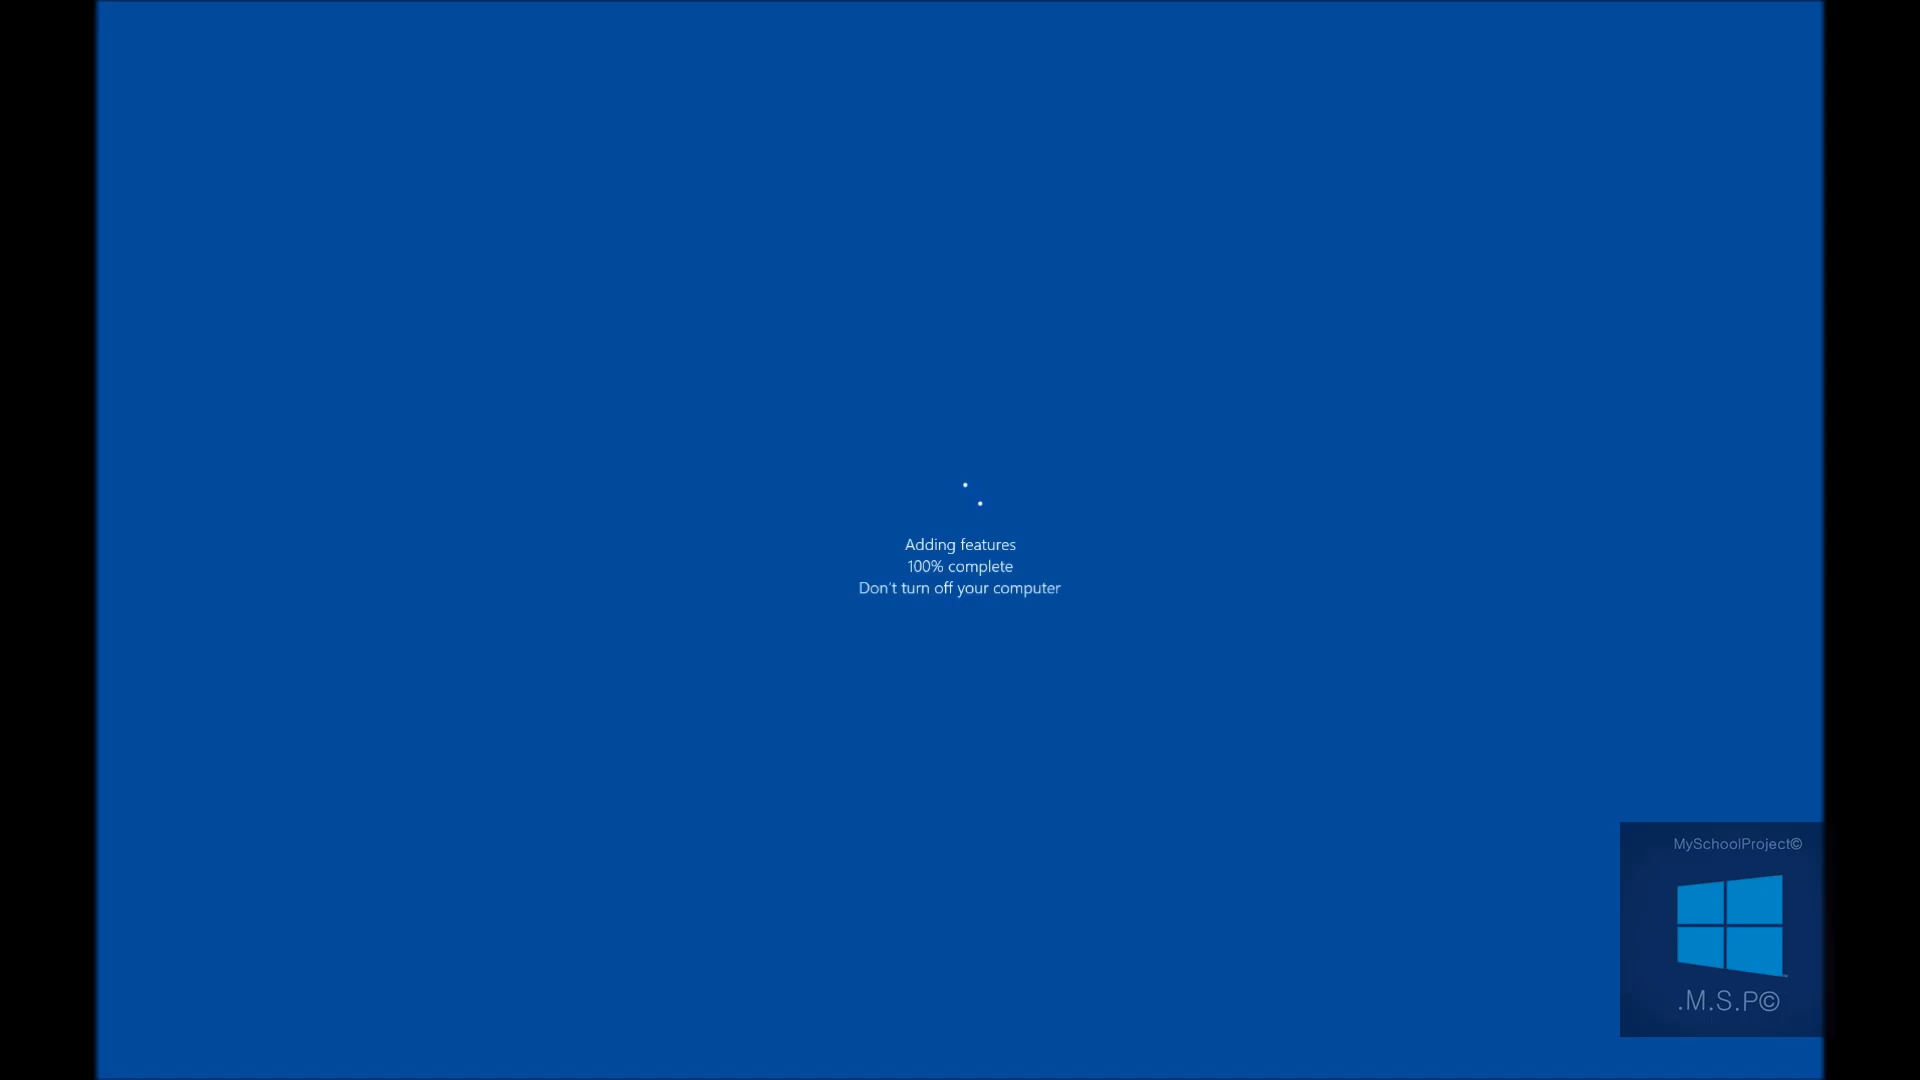 Adding features
100% complete
Don't turn off your computer
MySchoolProject©
.M.S.P©